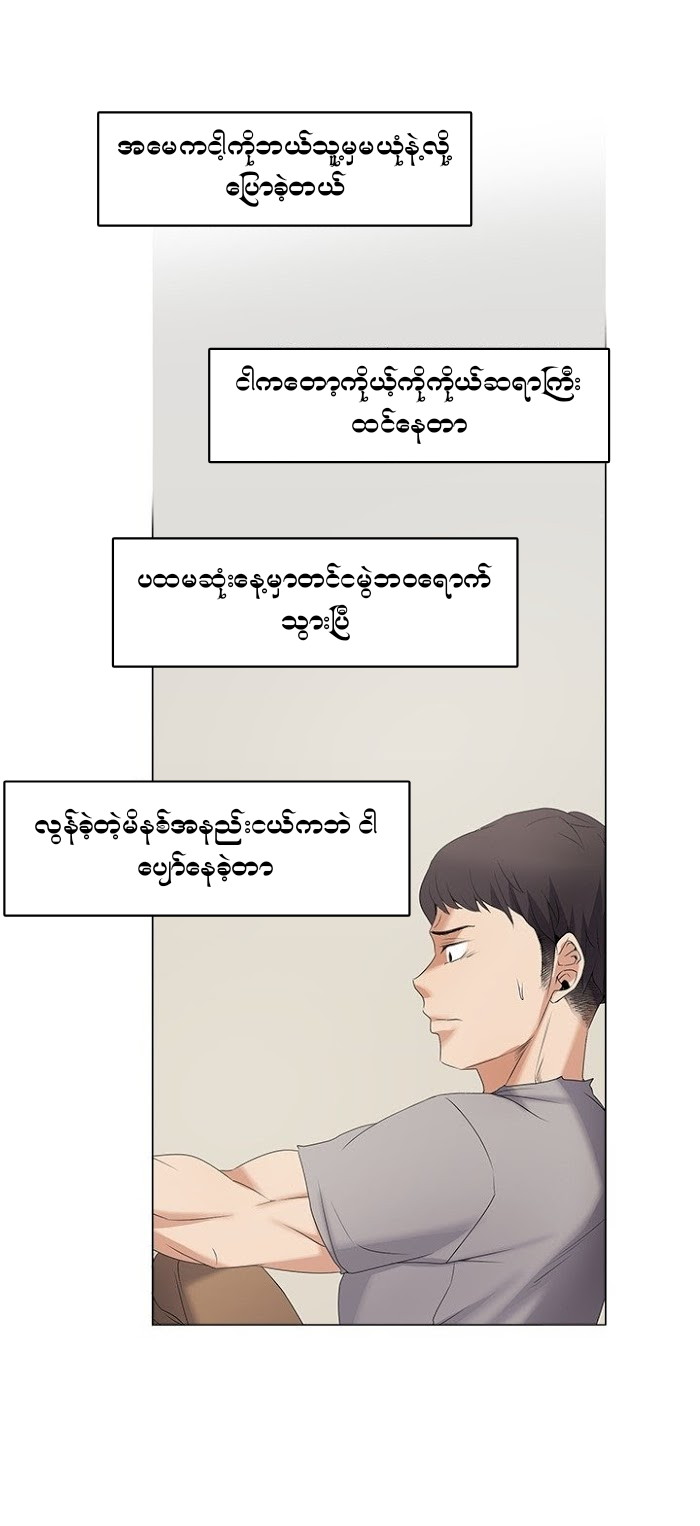 အမေကငါ့ကိုဘယ်သူ့မှမယုံနဲ့လို့
ပြောခဲ့တယ်
ငါကတော့ကိုယ့်ကိုကိုယ်ဆရာကြီး
ထင်နေတာ
ပထမဆုံးနေ့မှာတင်ငမွဲဘဝရောက်
သွားပြီ
လွန်ခဲ့တဲ့မိနစ်အနည်းငယ်ကဘဲ ငါ
ပျော်နေခဲ့တာ